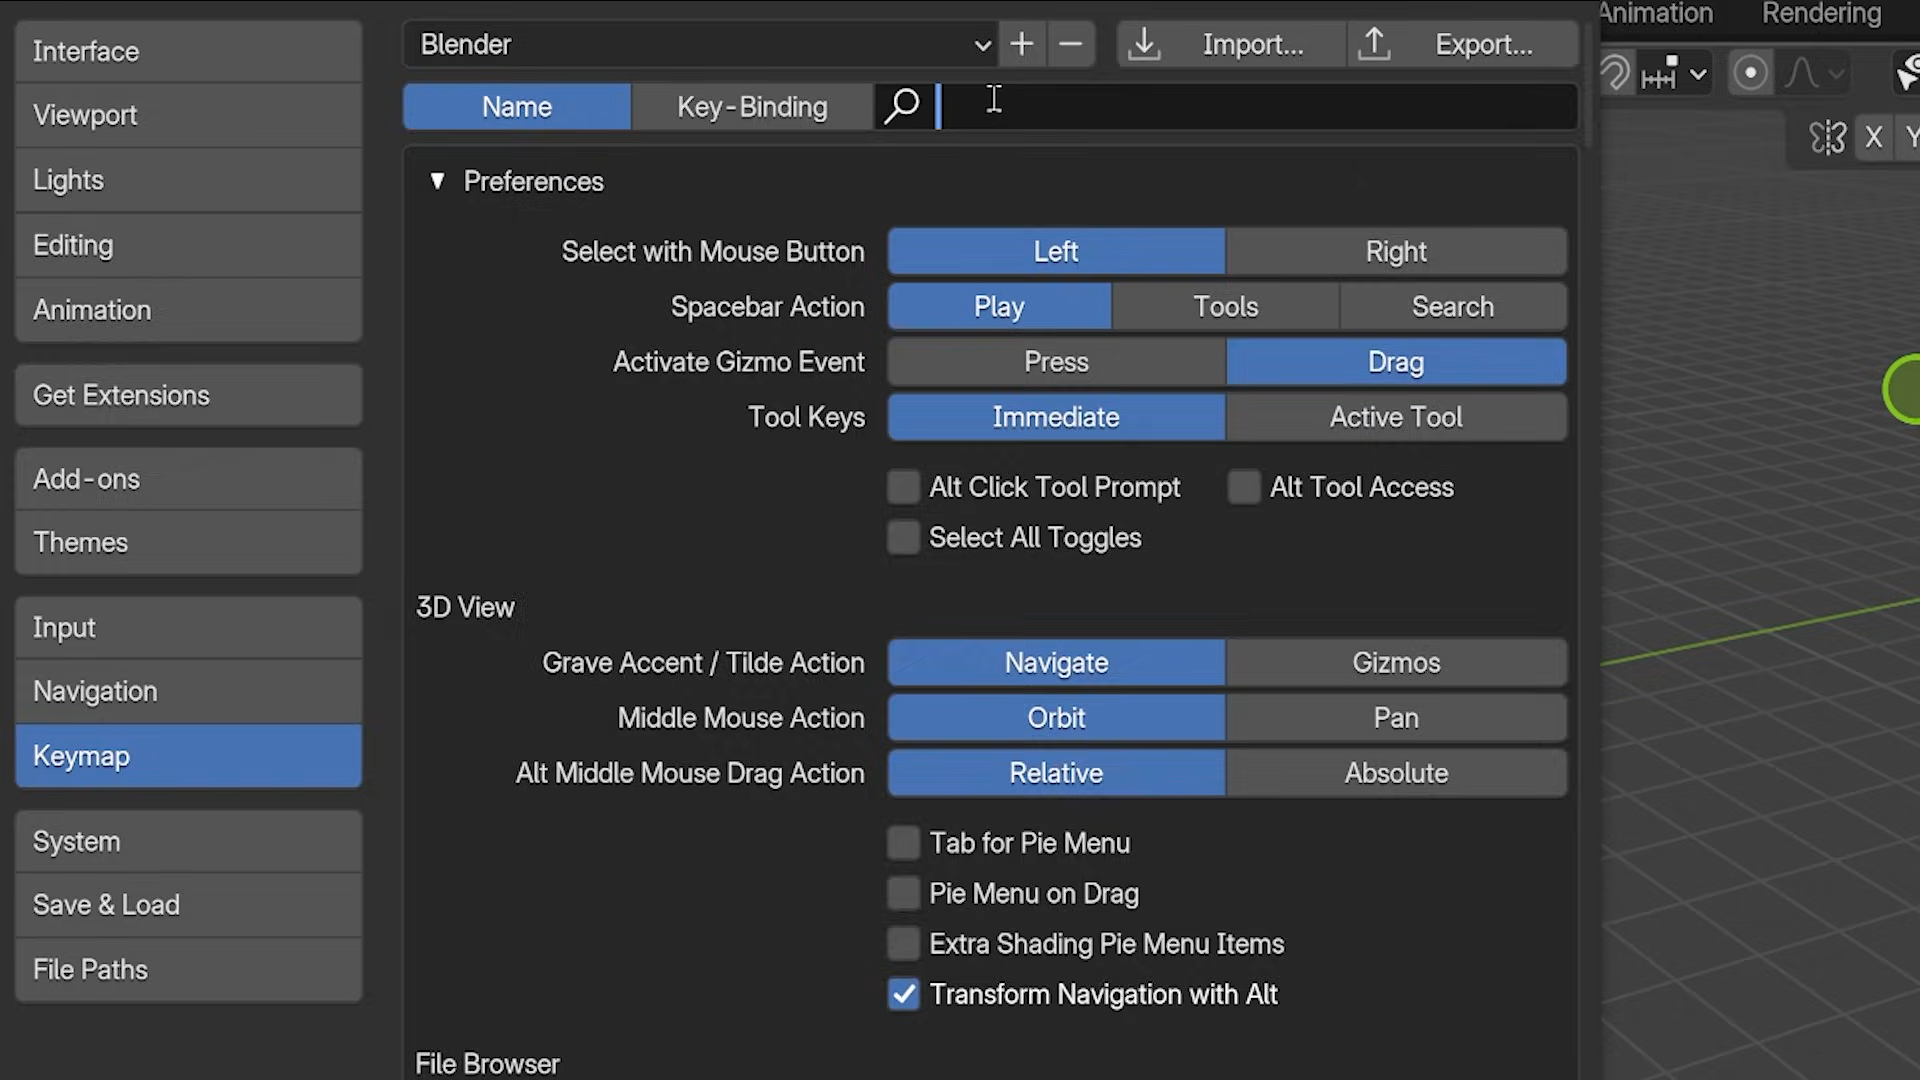 Animation Rendering
Interface
Viewport
Lights
Editing
Animation
Get Extensions
Add-ons
Themes
Input
Navigation
Keymap
System
Save & Load
File Paths
Blender + − Import... Export...
Name Key-Binding
Preferences
Select with Mouse Button Left Right
Spacebar Action Play Tools Search
Activate Gizmo Event Press Drag
Tool Keys Immediate Active Tool
Alt Click Tool Prompt Alt Tool Access
Select All Toggles
3D View
Grave Accent / Tilde Action Navigate Gizmos
Middle Mouse Action Orbit Pan
Alt Middle Mouse Drag Action Relative Absolute
Tab for Pie Menu
Pie Menu on Drag
Extra Shading Pie Menu Items
Transform Navigation with Alt
File Browser
X Y